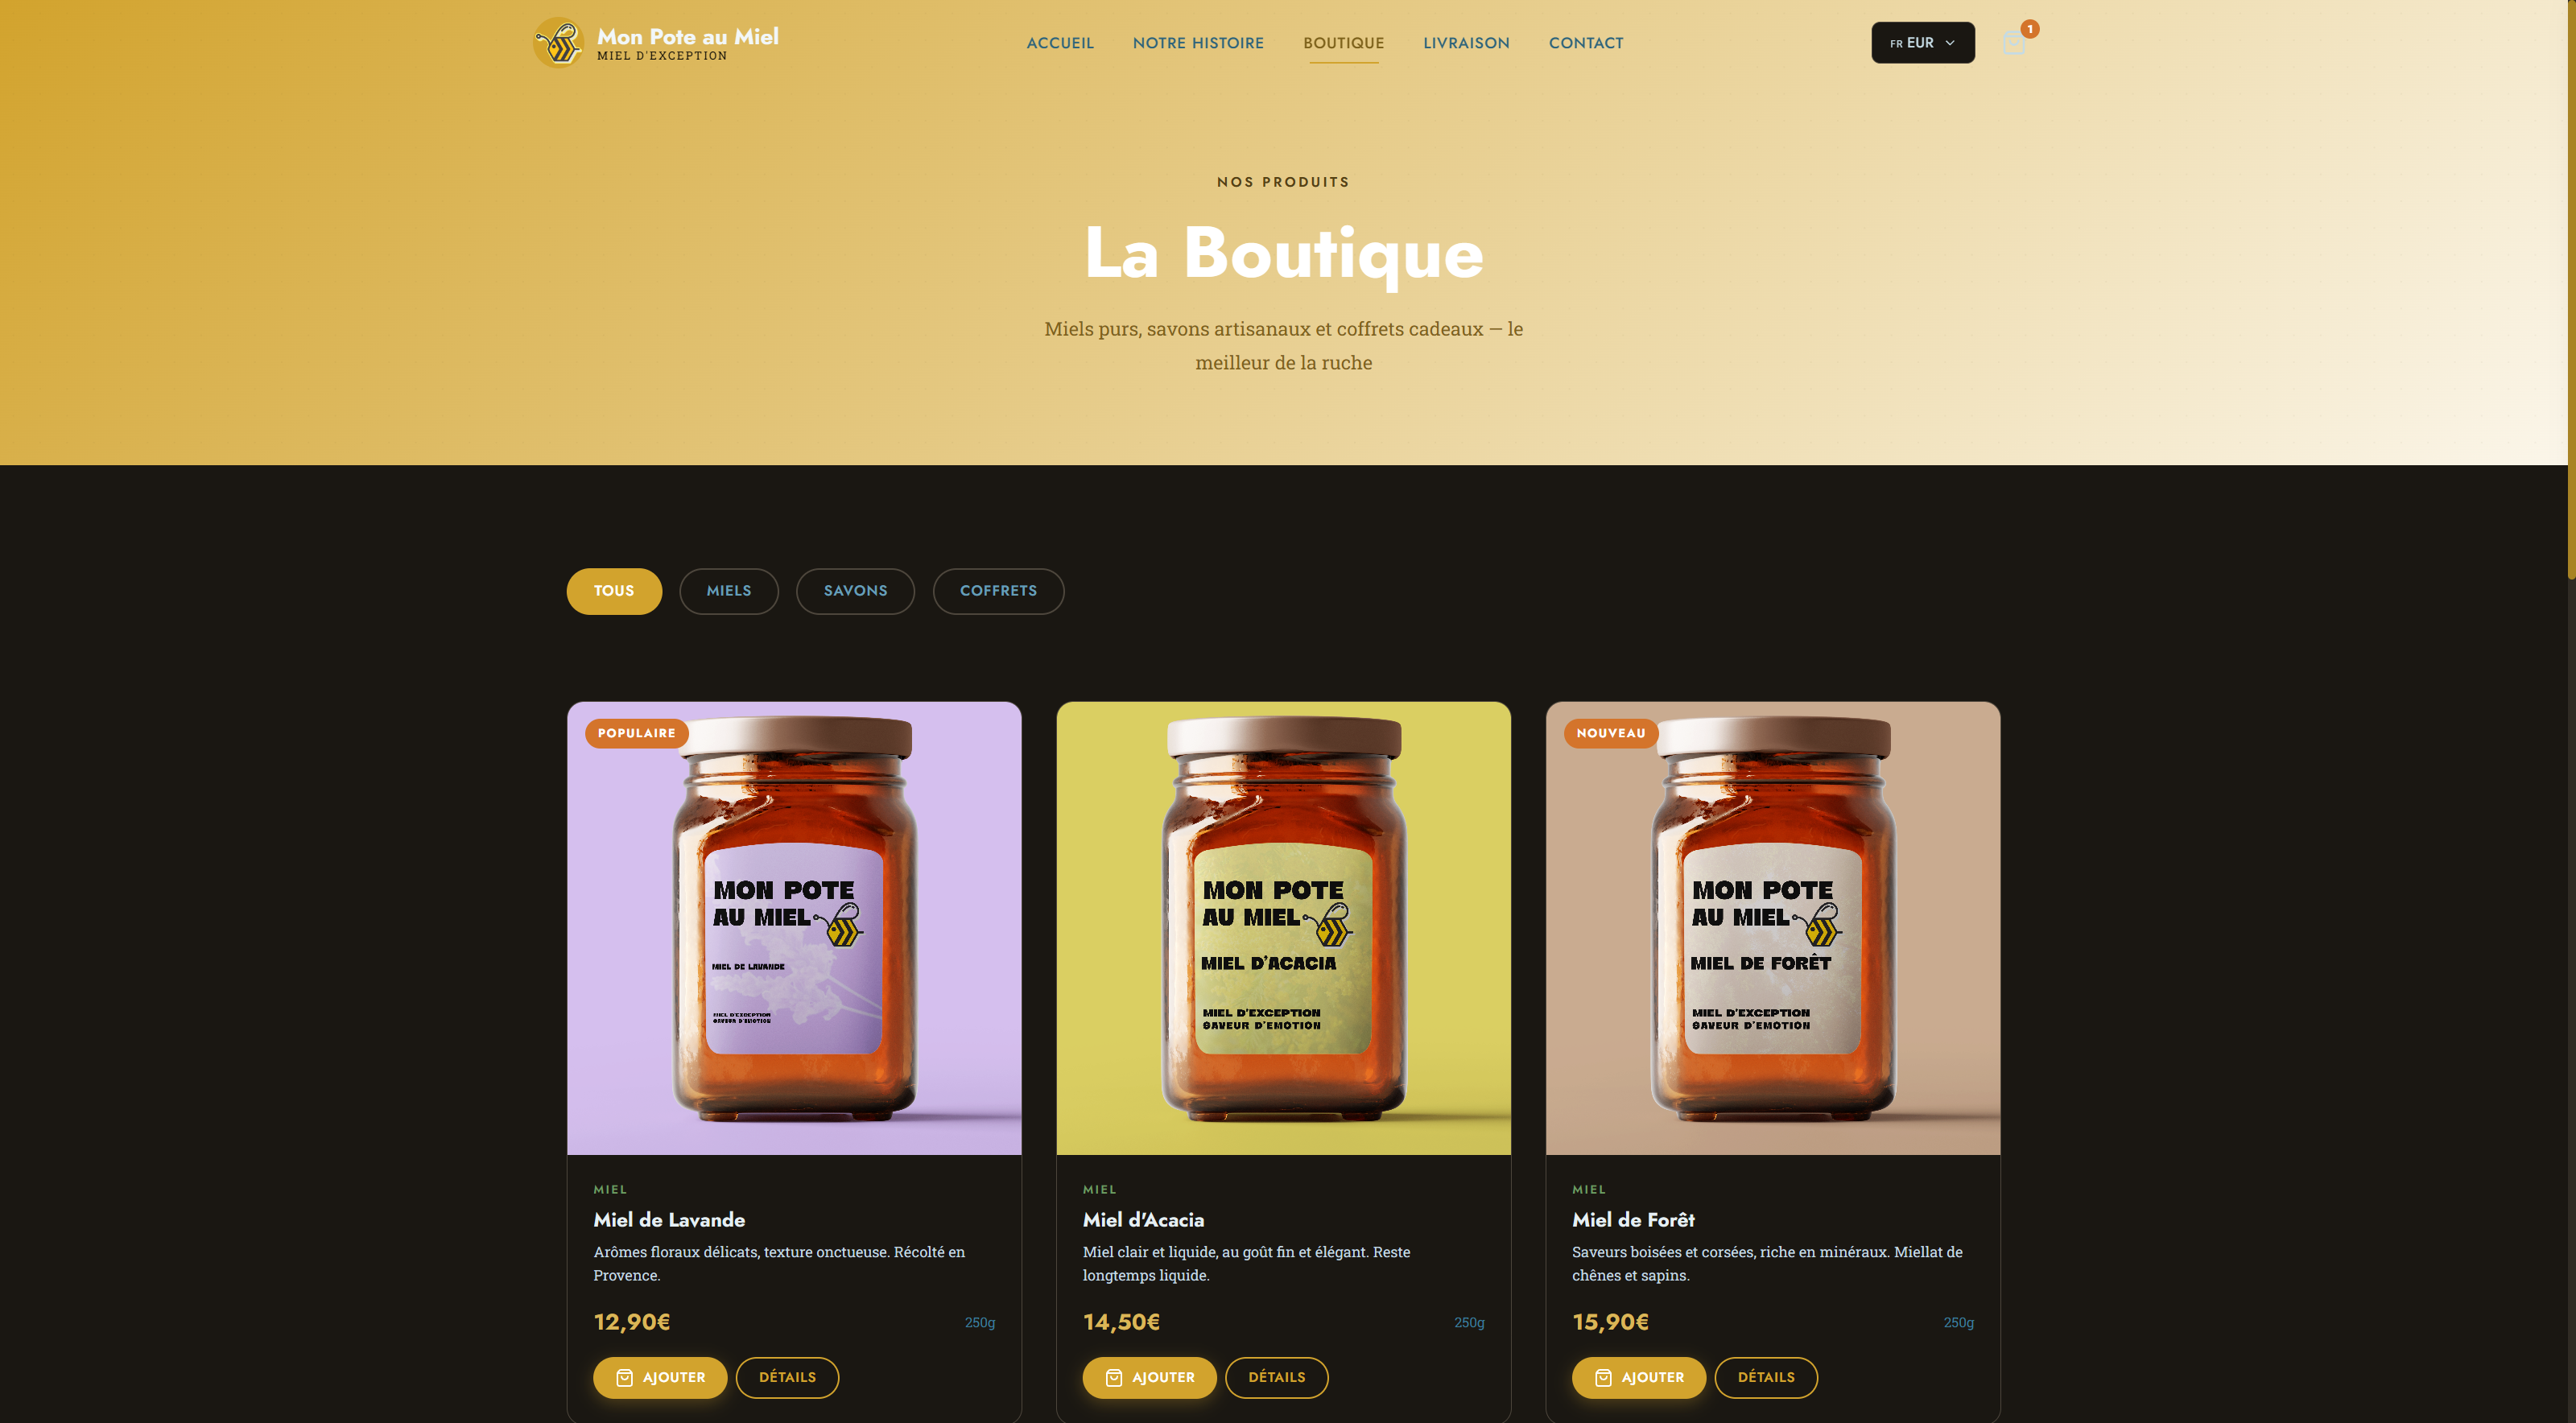 Mon Pote au Miel
MIEL D'EXCEPTION
ACCUEIL
NOTRE HISTOIRE
BOUTIQUE
LIVRAISON
CONTACT
FR EUR
1
NOS PRODUITS
La Boutique
Miels purs, savons artisanaux et coffrets cadeaux — le
meilleur de la ruche
TOUS
MIELS
SAVONS
COFFRETS
POPULAIRE
MON POTE
AU MIEL
MIEL DE LAVANDE
MIEL D'EXCEPTION
SAVEUR D'EMOTION
MIEL
Miel de Lavande
Arômes floraux délicats, texture onctueuse. Récolté en
Provence.
12,90€
250g
AJOUTER
DÉTAILS
MON POTE
AU MIEL
MIEL D'ACACIA
MIEL D'EXCEPTION
SAVEUR D'EMOTION
MIEL
Miel d'Acacia
Miel clair et liquide, au goût fin et élégant. Reste
longtemps liquide.
14,50€
250g
AJOUTER
DÉTAILS
NOUVEAU
MON POTE
AU MIEL
MIEL DE FORÊT
MIEL D'EXCEPTION
SAVEUR D'EMOTION
MIEL
Miel de Forêt
Saveurs boisées et corsées, riche en minéraux. Miellat de
chênes et sapins.
15,90€
250g
AJOUTER
DÉTAILS